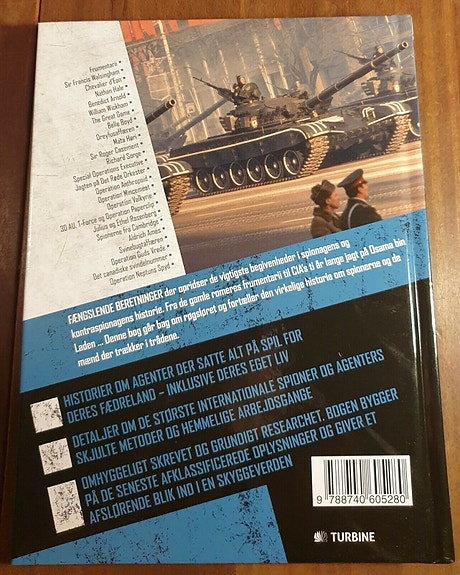 Frumentarii •
Sir Francis Walsingham •
Chevalier d'Eon •
Nathan Hale •
Benedict Arnold •
William Wickham •
The Great Game •
Belle Boyd •
Dreyfusaffæren •
Mata Hari •
Sir Roger Casement •
Richard Sorge •
Special Operations Executive •
Jagten på Det Røde Orkester •
Operation Anthropoid •
Operation Mincemeat •
Operation Valkyrie •
30 AU, T-Force og Operation Paperclip •
Julius og Ethel Rosenberg •
Spionerne fra Cambridge •
Aldrich Ames •
Svinebugtaffæren •
Operation Guds Vrede •
Det canadiske svindelnummer •
Operation Neptuns Spyd •
FÆNGSLENDE BERETNINGER der opridser de vigtigste begivenheder i spionagens og
kontraspionagens historie. Fra de gamle romeres frumentarii til CIA's ti år lange jagt på Osama bin
Laden ... Denne bog går bag om røgsløret og fortæller den virkelige historie om spionerne og de
mænd der trækker i trådene.
HISTORIER OM AGENTER DER SATTE ALT PÅ SPIL FOR
DERES FÆDRELAND – INKLUSIVE DERES EGET LIV
DETALJER OM DE STØRSTE INTERNATIONALE SPIONER OG AGENTERS
SKJULTE METODER OG HEMMELIGE ARBEJDSGANGE
OMHYGGELIGT SKREVET OG GRUNDIGT RESEARCHET. BOGEN BYGGER
PÅ DE SENESTE AFKLASSIFICEREDE OPLYSNINGER OG GIVER ET
AFSLØRENDE BLIK IND I EN SKYGGEVERDEN
9 788740 605280
TURBINE